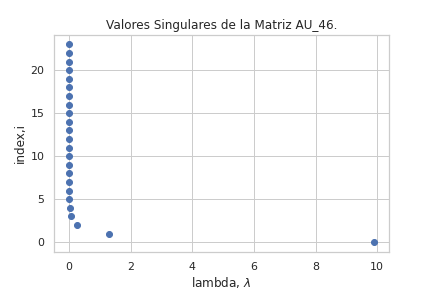 Valores Singulares de la Matriz AU_46.
20
15
10
5
0
index,i
0 2 4 6 8 10
lambda, λ